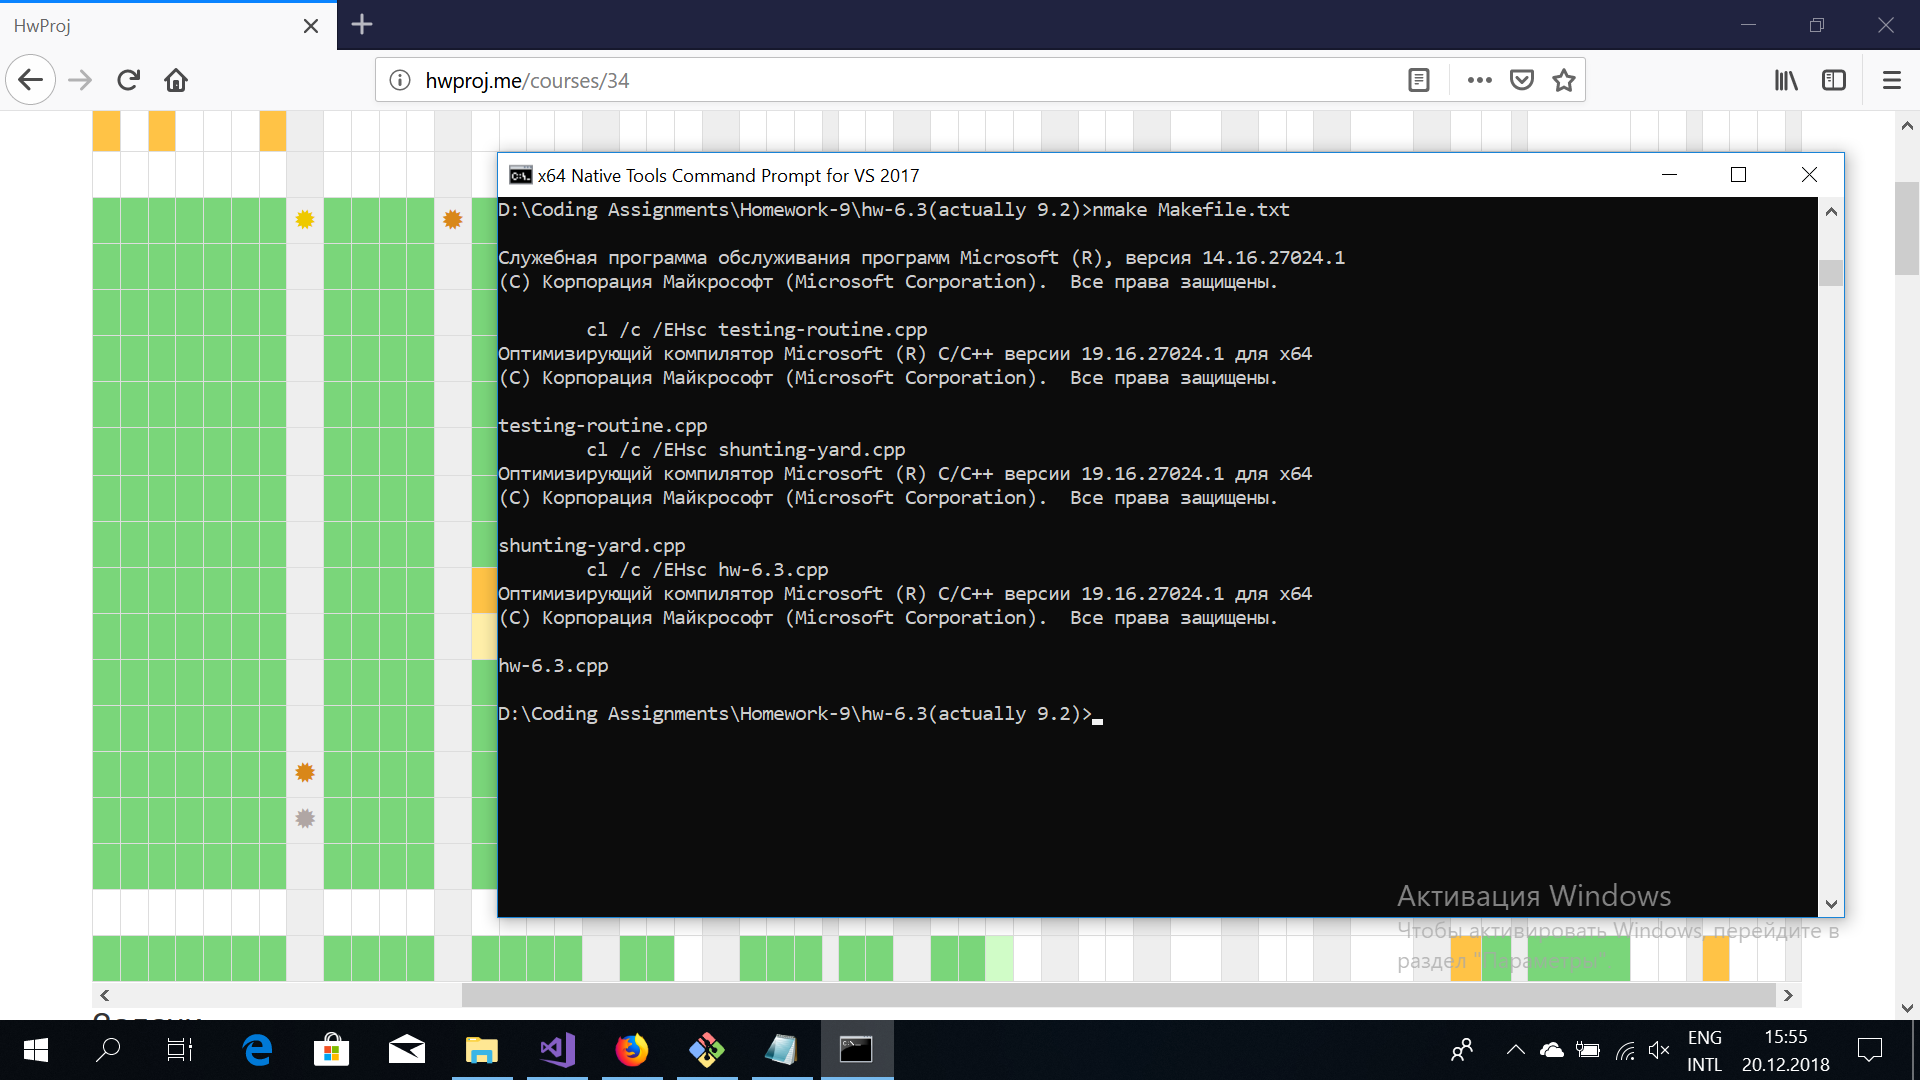 HwProj
hwproj.me/courses/34
x64 Native Tools Command Prompt for VS 2017
D:\Coding Assignments\Homework-9\hw-6.3(actually 9.2)>nmake Makefile.txt
Служебная программа обслуживания программ Microsoft (R), версия 14.16.27024.1
(C) Корпорация Майкрософт (Microsoft Corporation).  Все права защищены.
cl /c /EHsc testing-routine.cpp
Оптимизирующий компилятор Microsoft (R) C/C++ версии 19.16.27024.1 для x64
(C) Корпорация Майкрософт (Microsoft Corporation).  Все права защищены.
testing-routine.cpp
cl /c /EHsc shunting-yard.cpp
Оптимизирующий компилятор Microsoft (R) C/C++ версии 19.16.27024.1 для x64
(C) Корпорация Майкрософт (Microsoft Corporation).  Все права защищены.
shunting-yard.cpp
cl /c /EHsc hw-6.3.cpp
Оптимизирующий компилятор Microsoft (R) C/C++ версии 19.16.27024.1 для x64
(C) Корпорация Майкрософт (Microsoft Corporation).  Все права защищены.
hw-6.3.cpp
D:\Coding Assignments\Homework-9\hw-6.3(actually 9.2)>
Активация Windows
Чтобы активировать Windows, перейдите в
раздел "Параметры".
ENG
INTL
15:55
20.12.2018